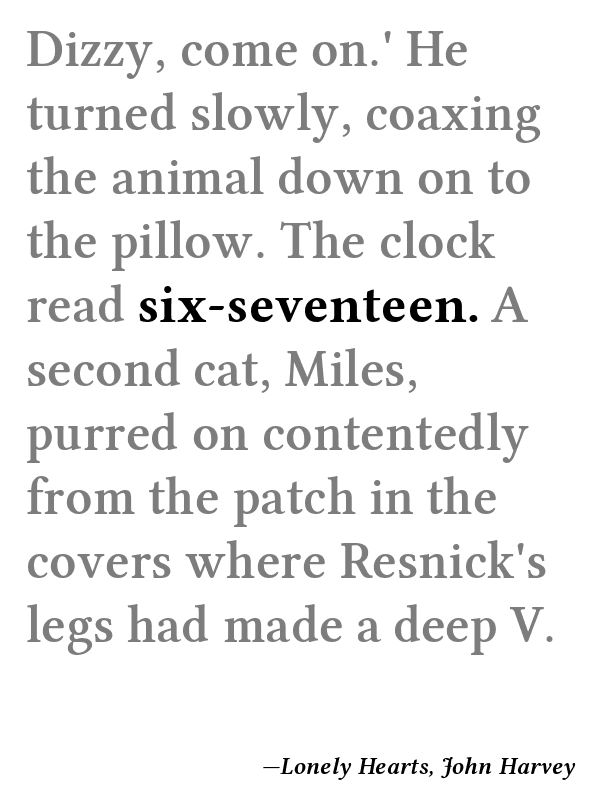 Dizzy, come on.' He
turned slowly, coaxing
the animal down on to
the pillow. The clock
read six-seventeen. A
second cat, Miles,
purred on contentedly
from the patch in the
covers where Resnick's
legs had made a deep V.
—Lonely Hearts, John Harvey